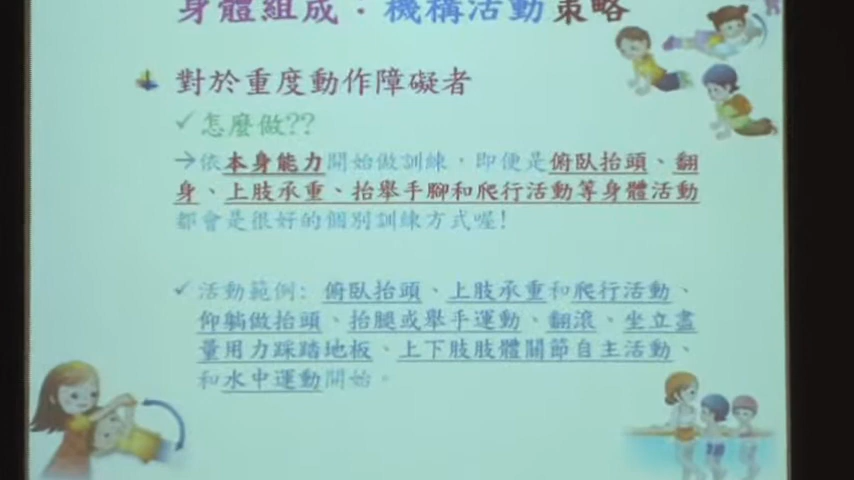 身體組成：機構活動策略
對於重度動作障礙者
✓怎麼做??
→依本身能力開始做訓練，即便是俯臥抬頭、翻
身、上肢承重、抬舉手腳和爬行活動等身體活動
都會是很好的個別訓練方式喔!
✓活動範例：俯臥抬頭、上肢承重和爬行活動、
仰躺做抬頭、抬腿或舉手運動、翻滾、坐立盡
量用力踩踏地板、上下肢肢體關節自主活動、
和水中運動開始。